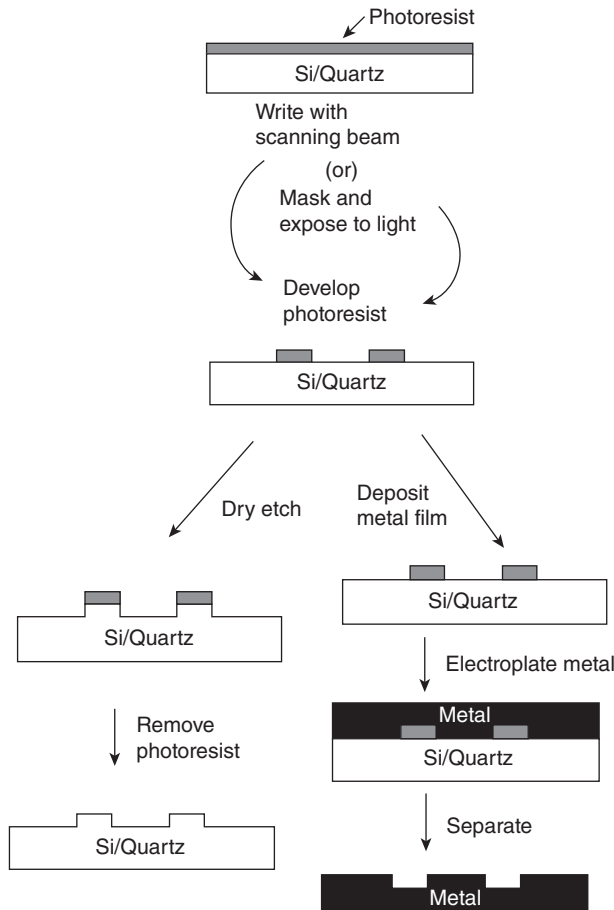 Photoresist
Si/Quartz
Write with
scanning beam
(or)
Mask and
expose to light
Develop
photoresist
Si/Quartz
Dry etch
Deposit
metal film
Si/Quartz
Remove
photoresist
Si/Quartz
Si/Quartz
Electroplate metal
Metal
Si/Quartz
Separate
Metal